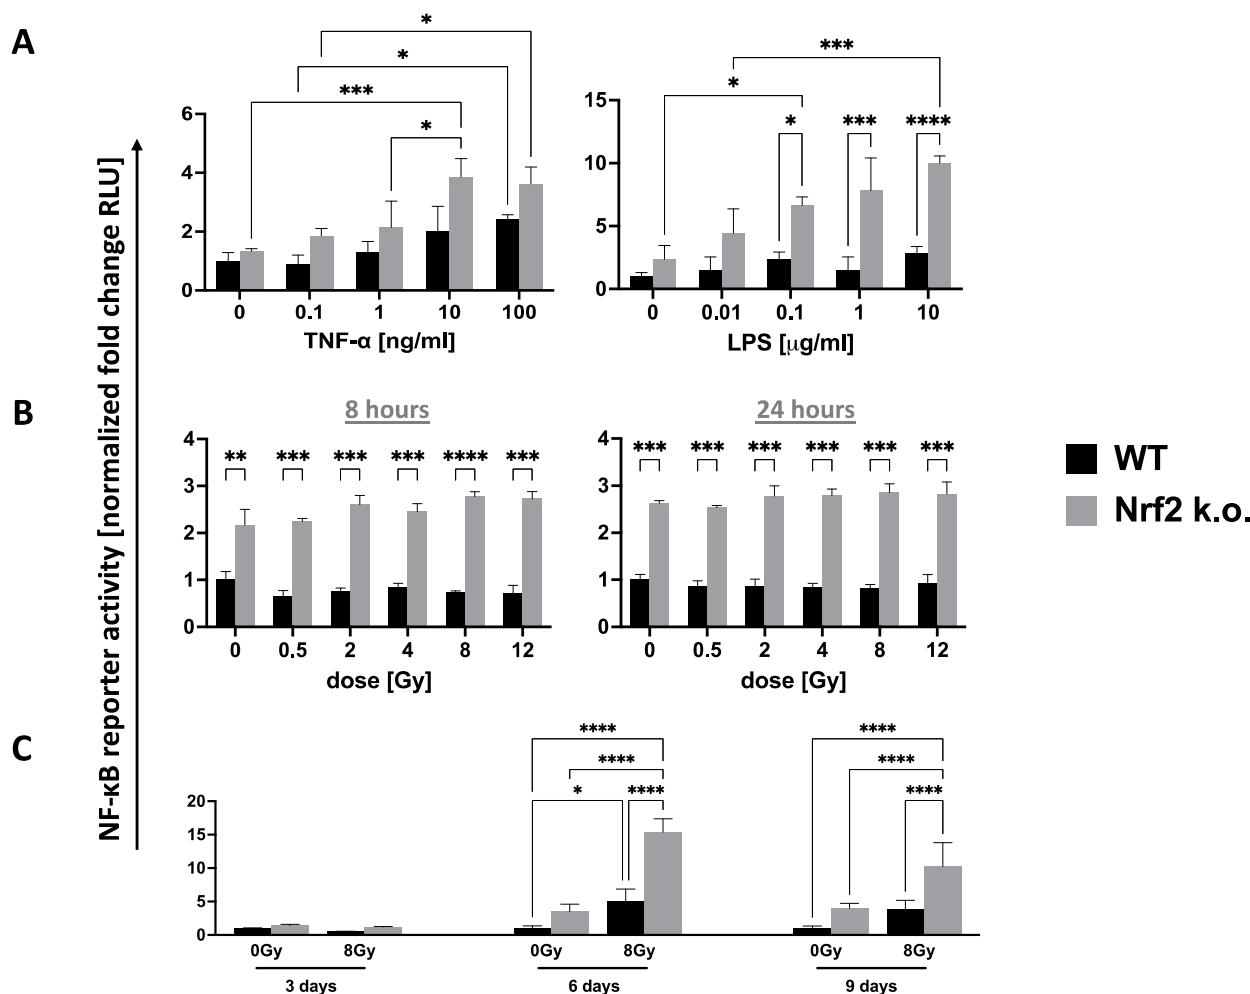 A
NF-κB reporter activity [normalized fold change RLU]
*
*
***
*
6
4
2
0
0 0.1 1 10 100
TNF-α [ng/ml]
***
*
* *** ****
15
10
5
0
0 0.01 0.1 1 10
LPS [μg/ml]
B
8 hours
4
3
2
1
0
** *** *** *** **** ***
0 0.5 2 4 8 12
dose [Gy]
24 hours
4
3
2
1
0
*** *** *** *** *** ***
0 0.5 2 4 8 12
dose [Gy]
WT
Nrf2 k.o.
C
20
15
10
5
0
****
****
* ****
****
****
****
0Gy 8Gy 0Gy 8Gy 0Gy 8Gy
3 days 6 days 9 days